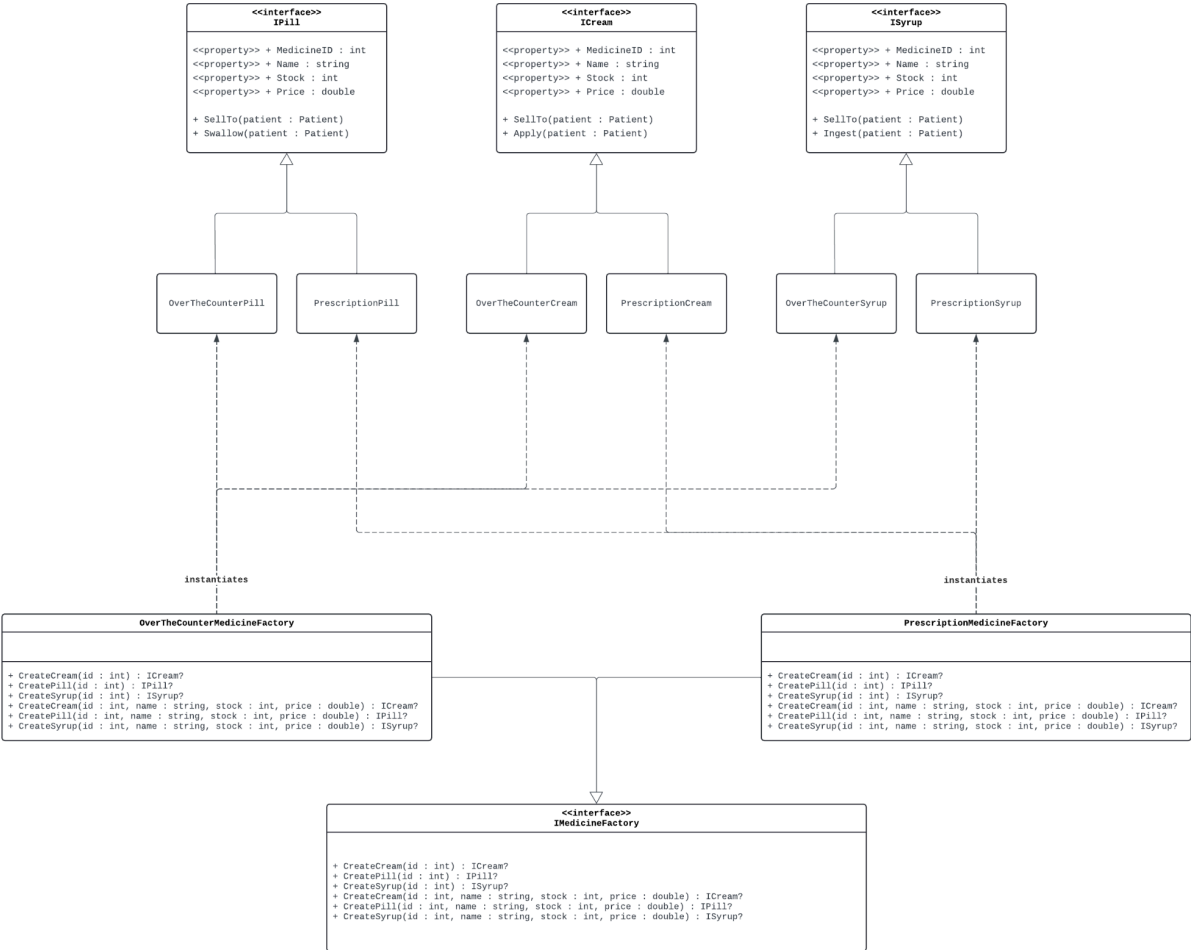 <<interface>>
IPill
<<property>> + MedicineID : int
<<property>> + Name : string
<<property>> + Stock : int
<<property>> + Price : double
+ SellTo(patient : Patient)
+ Swallow(patient : Patient)
<<interface>>
ICream
<<property>> + MedicineID : int
<<property>> + Name : string
<<property>> + Stock : int
<<property>> + Price : double
+ SellTo(patient : Patient)
+ Apply(patient : Patient)
<<interface>>
ISyrup
<<property>> + MedicineID : int
<<property>> + Name : string
<<property>> + Stock : int
<<property>> + Price : double
+ SellTo(patient : Patient)
+ Ingest(patient : Patient)
OverTheCounterPill
PrescriptionPill
OverTheCounterCream
PrescriptionCream
OverTheCounterSyrup
PrescriptionSyrup
instantiates
instantiates
OverTheCounterMedicineFactory
+ CreateCream(id : int) : ICream?
+ CreatePill(id : int) : IPill?
+ CreateSyrup(id : int) : ISyrup?
+ CreateCream(id : int, name : string, stock : int, price : double) : ICream?
+ CreatePill(id : int, name : string, stock : int, price : double) : IPill?
+ CreateSyrup(id : int, name : string, stock : int, price : double) : ISyrup?
PrescriptionMedicineFactory
+ CreateCream(id : int) : ICream?
+ CreatePill(id : int) : IPill?
+ CreateSyrup(id : int) : ISyrup?
+ CreateCream(id : int, name : string, stock : int, price : double) : ICream?
+ CreatePill(id : int, name : string, stock : int, price : double) : IPill?
+ CreateSyrup(id : int, name : string, stock : int, price : double) : ISyrup?
<<interface>>
IMedicineFactory
+ CreateCream(id : int) : ICream?
+ CreatePill(id : int) : IPill?
+ CreateSyrup(id : int) : ISyrup?
+ CreateCream(id : int, name : string, stock : int, price : double) : ICream?
+ CreatePill(id : int, name : string, stock : int, price : double) : IPill?
+ CreateSyrup(id : int, name : string, stock : int, price : double) : ISyrup?